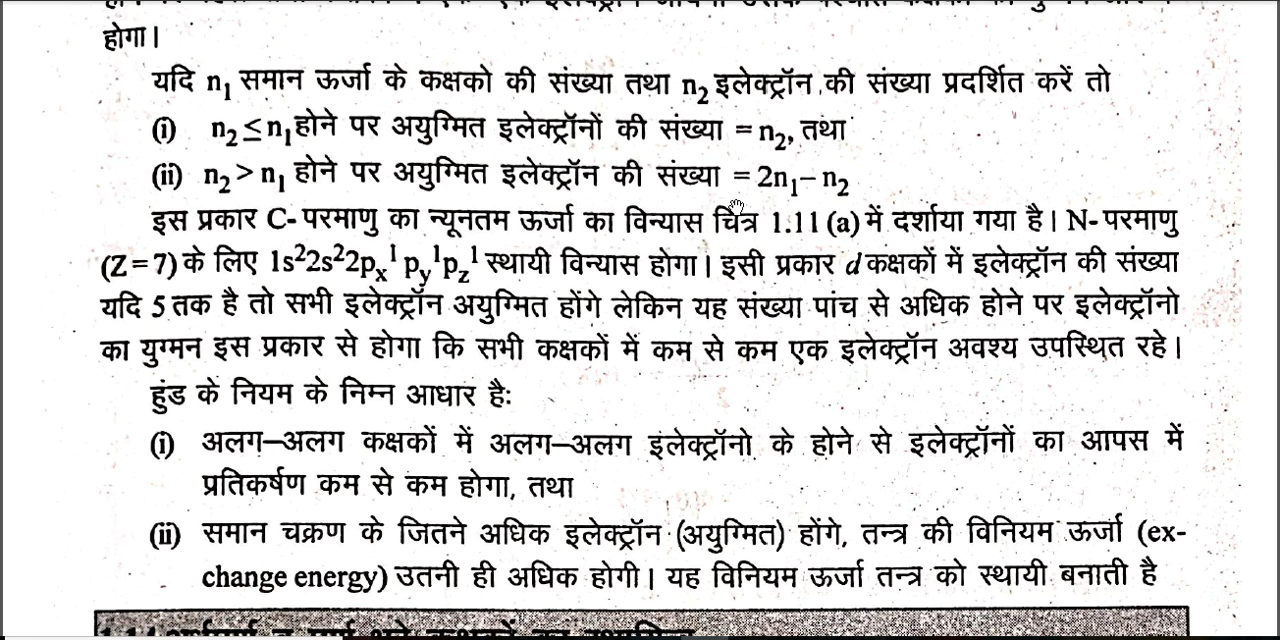 होगा।
यदि n₁ समान ऊर्जा के कक्षको की संख्या तथा n₂ इलेक्ट्रॉन की संख्या प्रदर्शित करें तो
(i) n₂≤n₁ होने पर अयुग्मित इलेक्ट्रॉनों की संख्या = n₂, तथा
(ii) n₂>n₁ होने पर अयुग्मित इलेक्ट्रॉन की संख्या = 2n₁– n₂
इस प्रकार C- परमाणु का न्यूनतम ऊर्जा का विन्यास चित्र 1.11 (a) में दर्शाया गया है। N- परमाणु
(Z=7) के लिए 1s²2s²2pₓ¹ p_y¹p_z¹ स्थायी विन्यास होगा। इसी प्रकार d कक्षकों में इलेक्ट्रॉन की संख्या
यदि 5 तक है तो सभी इलेक्ट्रॉन अयुग्मित होंगे लेकिन यह संख्या पांच से अधिक होने पर इलेक्ट्रॉनो
का युग्मन इस प्रकार से होगा कि सभी कक्षकों में कम से कम एक इलेक्ट्रॉन अवश्य उपस्थित रहे।
हुंड के नियम के निम्न आधार है:
(i) अलग–अलग कक्षकों में अलग–अलग इलेक्ट्रॉनो के होने से इलेक्ट्रॉनों का आपस में
प्रतिकर्षण कम से कम होगा, तथा
(ii) समान चक्रण के जितने अधिक इलेक्ट्रॉन (अयुग्मित) होंगे, तन्त्र की विनियम ऊर्जा (ex-
change energy) उतनी ही अधिक होगी। यह विनियम ऊर्जा तन्त्र को स्थायी बनाती है